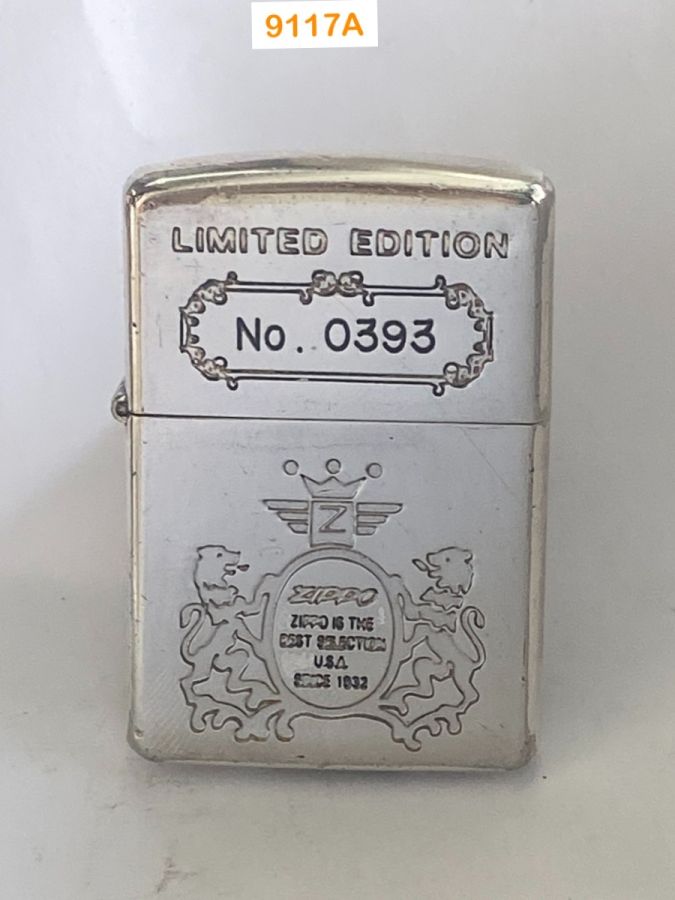 9117A
LIMITED EDITION
No. 0393
Z
ZIPPO
ZIPPO IS THE
BEST SELECTION
U.S.A.
SINCE 1932